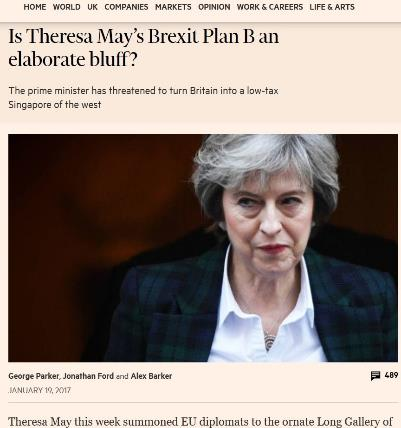 HOME WORLD UK COMPANIES MARKETS OPINION WORK & CAREERS LIFE & ARTS
Is Theresa May's Brexit Plan B an
elaborate bluff?
The prime minister has threatened to turn Britain into a low-tax
Singapore of the west
George Parker, Jonathan Ford and Alex Barker 489
JANUARY 19, 2017
Theresa May this week summoned EU diplomats to the ornate Long Gallery of